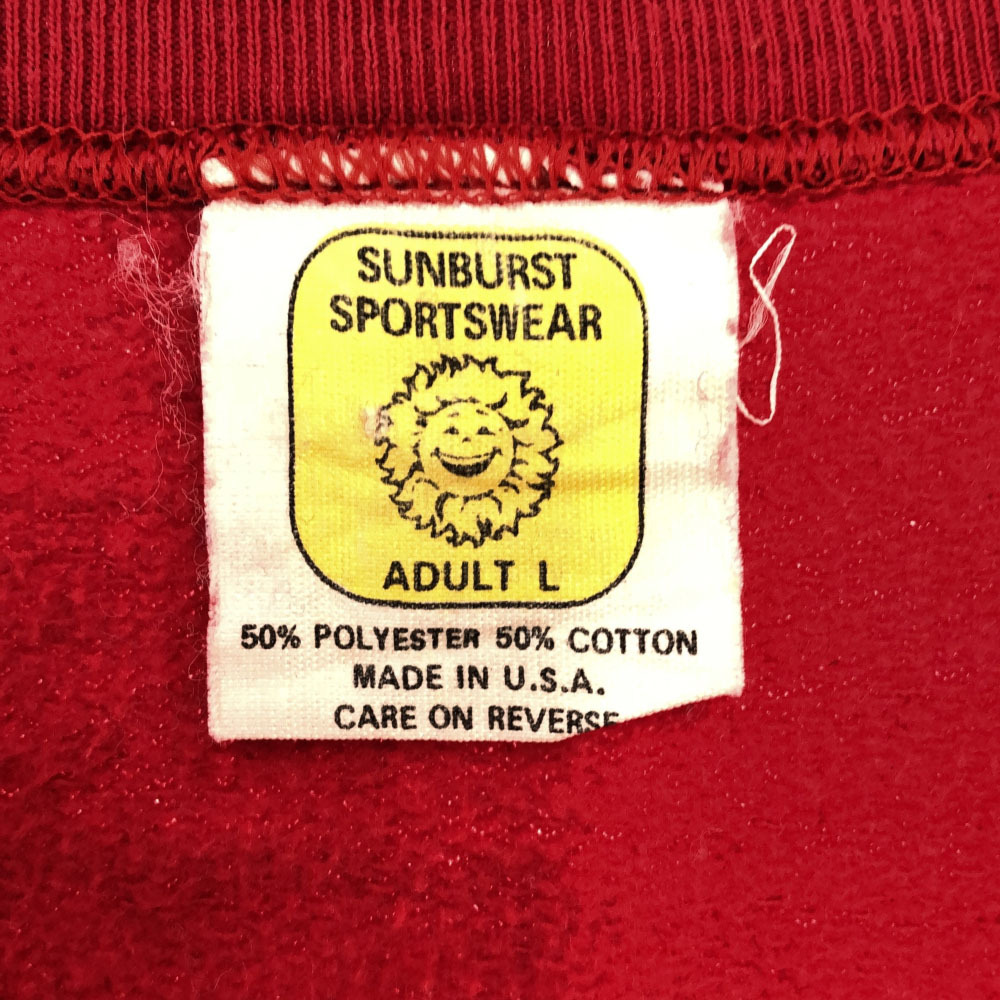 SUNBURST
SPORTSWEAR
ADULT L
50% POLYESTER 50% COTTON
MADE IN U.S.A.
CARE ON REVERSE